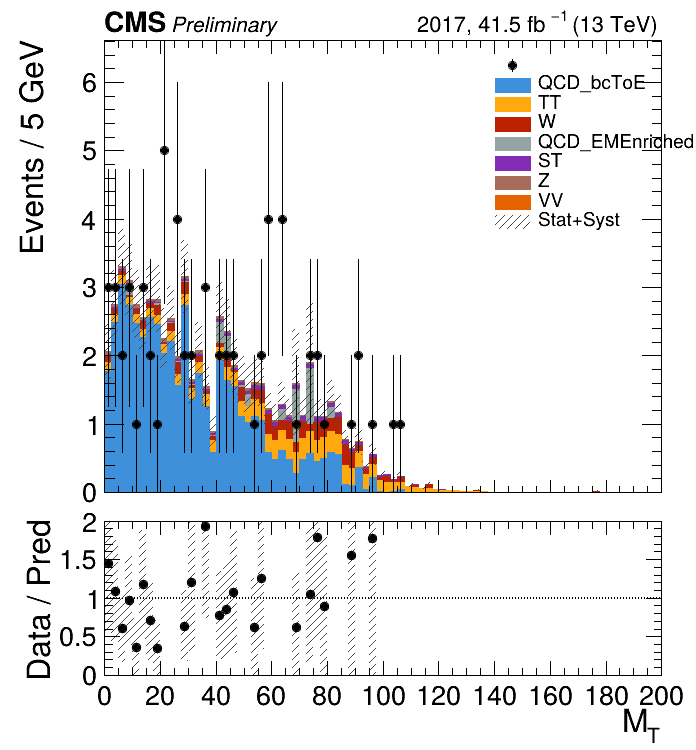 CMS Preliminary 2017, 41.5 fb⁻¹ (13 TeV)
Events / 5 GeV
6
5
4
3
2
1
0
QCD_bcToE
TT
W
QCD_EMEnriched
ST
Z
VV
Stat+Syst
Data / Pred
2
1.5
1
0.5
0
0 20 40 60 80 100 120 140 160 180 200
M_T